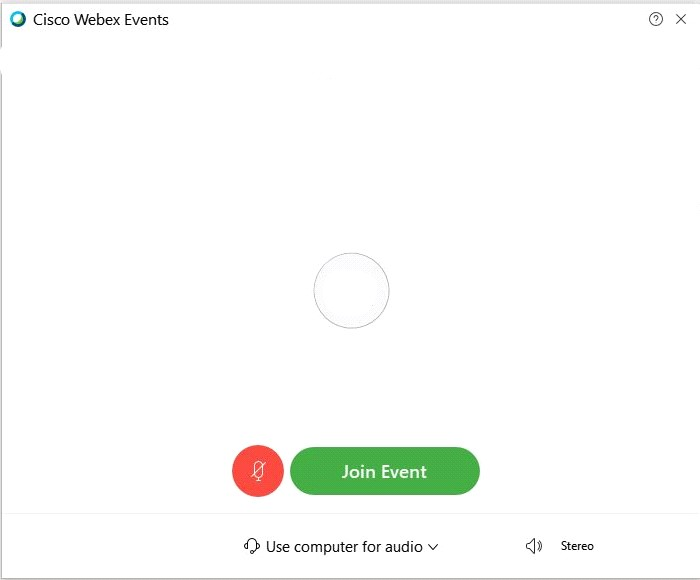 Cisco Webex Events
Join Event
Use computer for audio
Stereo